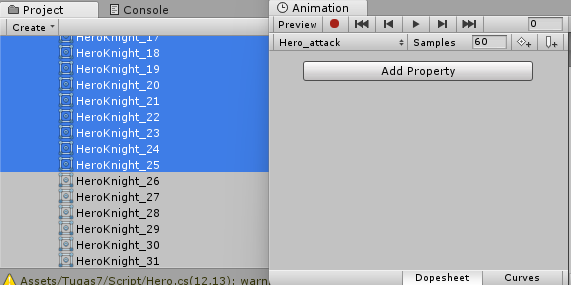 Project
Console
Create
HeroKnight_17
HeroKnight_18
HeroKnight_19
HeroKnight_20
HeroKnight_21
HeroKnight_22
HeroKnight_23
HeroKnight_24
HeroKnight_25
HeroKnight_26
HeroKnight_27
HeroKnight_28
HeroKnight_29
HeroKnight_30
HeroKnight_31
Assets/Tugas7/Script/Hero.cs(12,13): warn
Animation
Preview 0
Hero_attack Samples 60
Add Property
Dopesheet Curves